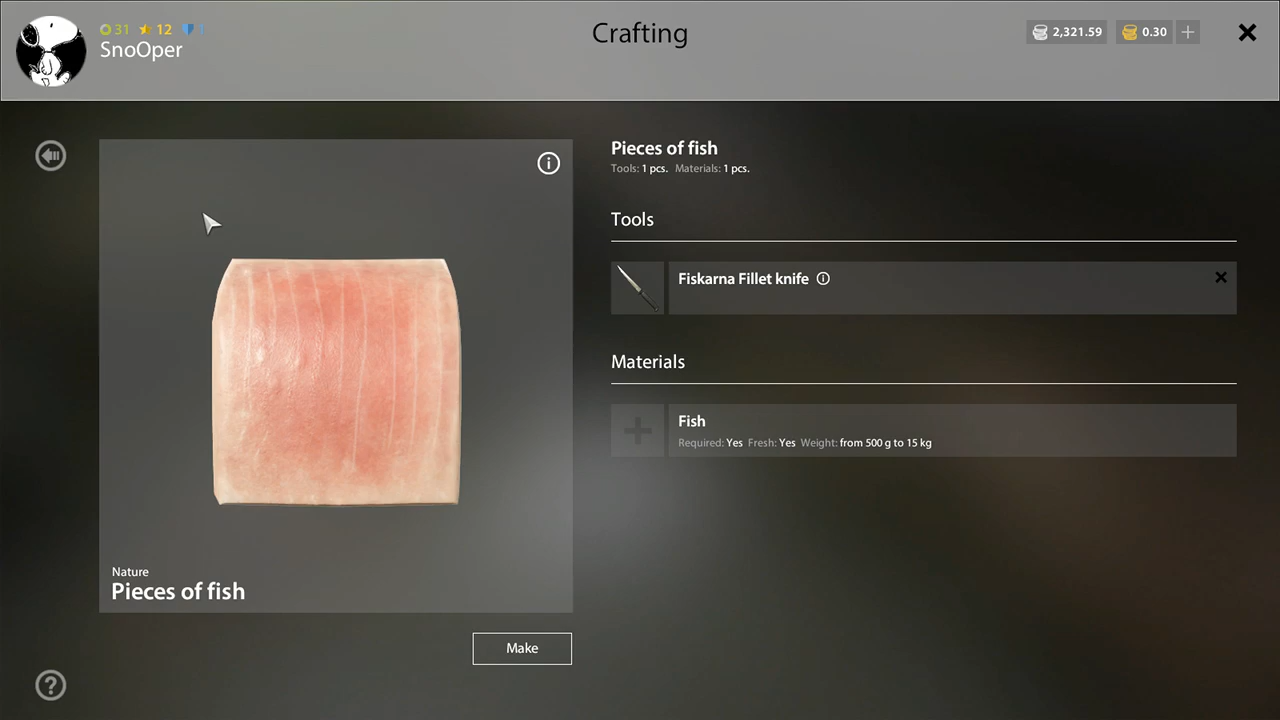 31 12 1
SnoOper
Crafting
2,321.59
0.30
Pieces of fish
Tools: 1 pcs. Materials: 1 pcs.
Tools
Fiskarna Fillet knife
Materials
Fish
Required: Yes Fresh: Yes Weight: from 500 g to 15 kg
Nature
Pieces of fish
Make